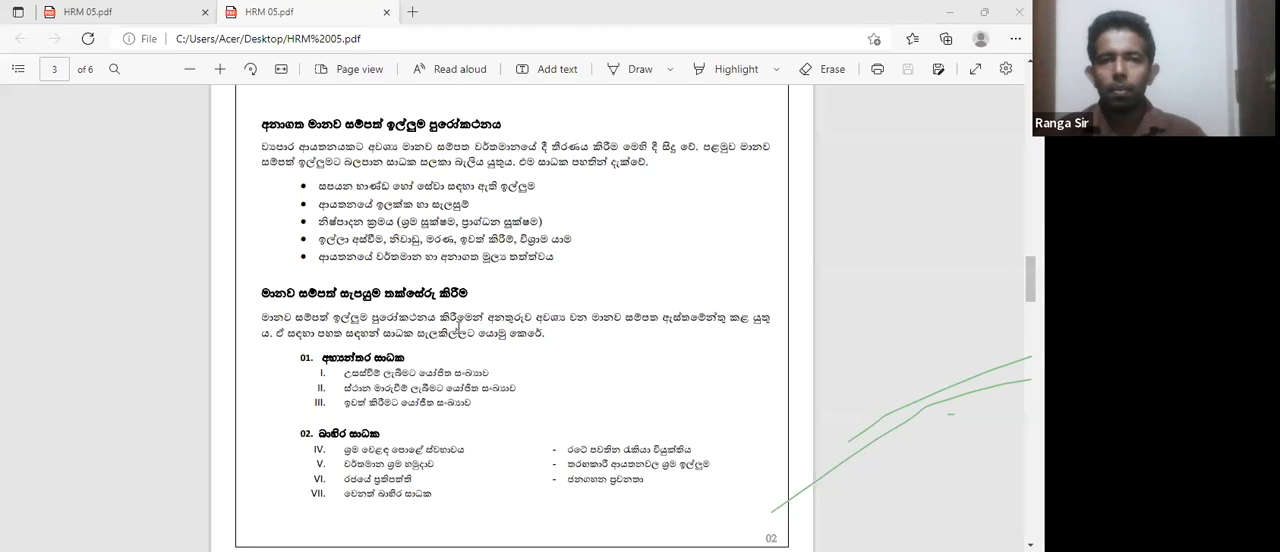 HRM 05.pdf
HRM 05.pdf
File C:/Users/Acer/Desktop/HRM%2005.pdf
3 of 6 Page view Read aloud Add text Draw Highlight Erase
Ranga Sir
අනාගත මානව සම්පත් ඉල්ලුම පුරෝකථනය
ව්‍යාපාර ආයතනයකට අවශ්‍ය මානව සම්පත වර්තමානයේ දී තීරණය කිරීම මෙහි දී සිදු වේ. පළමුව මානව
සම්පත් ඉල්ලුමට බලපාන සාධක සලකා බැලිය යුතුය. එම සාධක පහතින් දැක්වේ.
• සපයන භාණ්ඩ හෝ සේවා සඳහා ඇති ඉල්ලුම
• ආයතනයේ ඉලක්ක හා සැලසුම්
• නිෂ්පාදන ක්‍රමය (ශ්‍රම සූක්ෂම, ප්‍රාග්ධන සූක්ෂම)
• ඉල්ලා අස්වීම, නිවාඩු, මරණ, ඉවත් කිරීම්, විශ්‍රාම යාම
• ආයතනයේ වර්තමාන හා අනාගත මූල්‍ය තත්ත්වය
මානව සම්පත් සැපයුම තක්සේරු කිරීම
මානව සම්පත් ඉල්ලුම පුරෝකථනය කිරීමෙන් අනතුරුව අවශ්‍ය වන මානව සම්පත ඇස්තමේන්තු කළ යුතු
ය. ඒ සඳහා පහත සඳහන් සාධක සැලකිල්ලට යොමු කෙරේ.
01. අභ්‍යන්තර සාධක
I. උසස්වීම් ලැබීමට යෝජිත සංඛ්‍යාව
II. ස්ථාන මාරුවීම් ලැබීමට යෝජිත සංඛ්‍යාව
III. ඉවත් කිරීමට යෝජිත සංඛ්‍යාව
02. බාහිර සාධක
IV. ශ්‍රම වෙළඳ පොළේ ස්වභාවය - රටේ පවතින රැකියා වියුක්තිය
V. වර්තමාන ශ්‍රම හමුදාව - තරඟකාරී ආයතනවල ශ්‍රම ඉල්ලුම
VI. රජයේ ප්‍රතිපත්ති - ජනගහන ප්‍රවනතා
VII. වෙනත් බාහිර සාධක
02